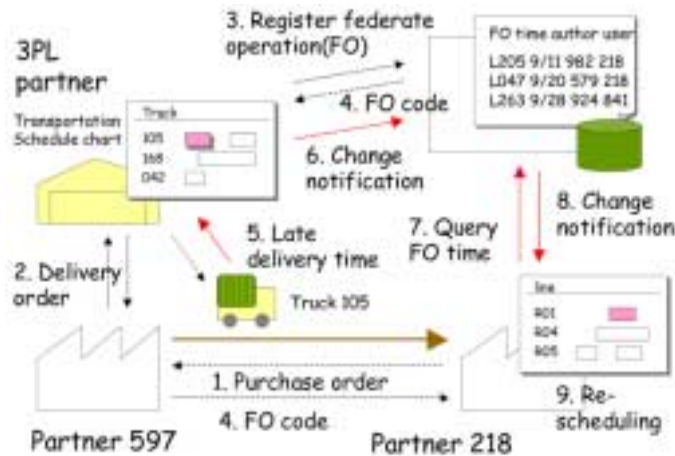 3. Register federate
operation(FO)
3PL
partner
Transportation
Schedule chart
Truck
105
168
042
4. FO code
6. Change
notification
FO time author user
L205 9/11 982 218
L047 9/20 579 218
L263 9/28 924 841
5. Late
delivery time
7. Query
FO time
8. Change
notification
2. Delivery
order
Truck 105
line
R01
R04
R05
1. Purchase order
4. FO code
9. Re-
scheduling
Partner 597
Partner 218